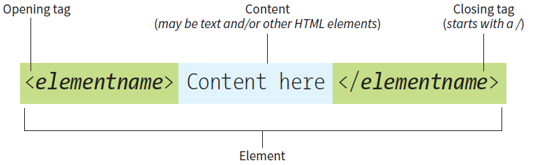 Opening tag
Content
(may be text and/or other HTML elements)
Closing tag
(starts with a /)
<elementname> Content here </elementname>
Element